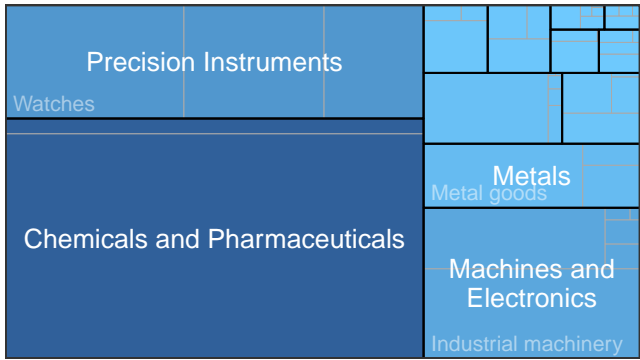 Precision Instruments
Watches
Chemicals and Pharmaceuticals
Metals
Metal goods
Machines and
Electronics
Industrial machinery